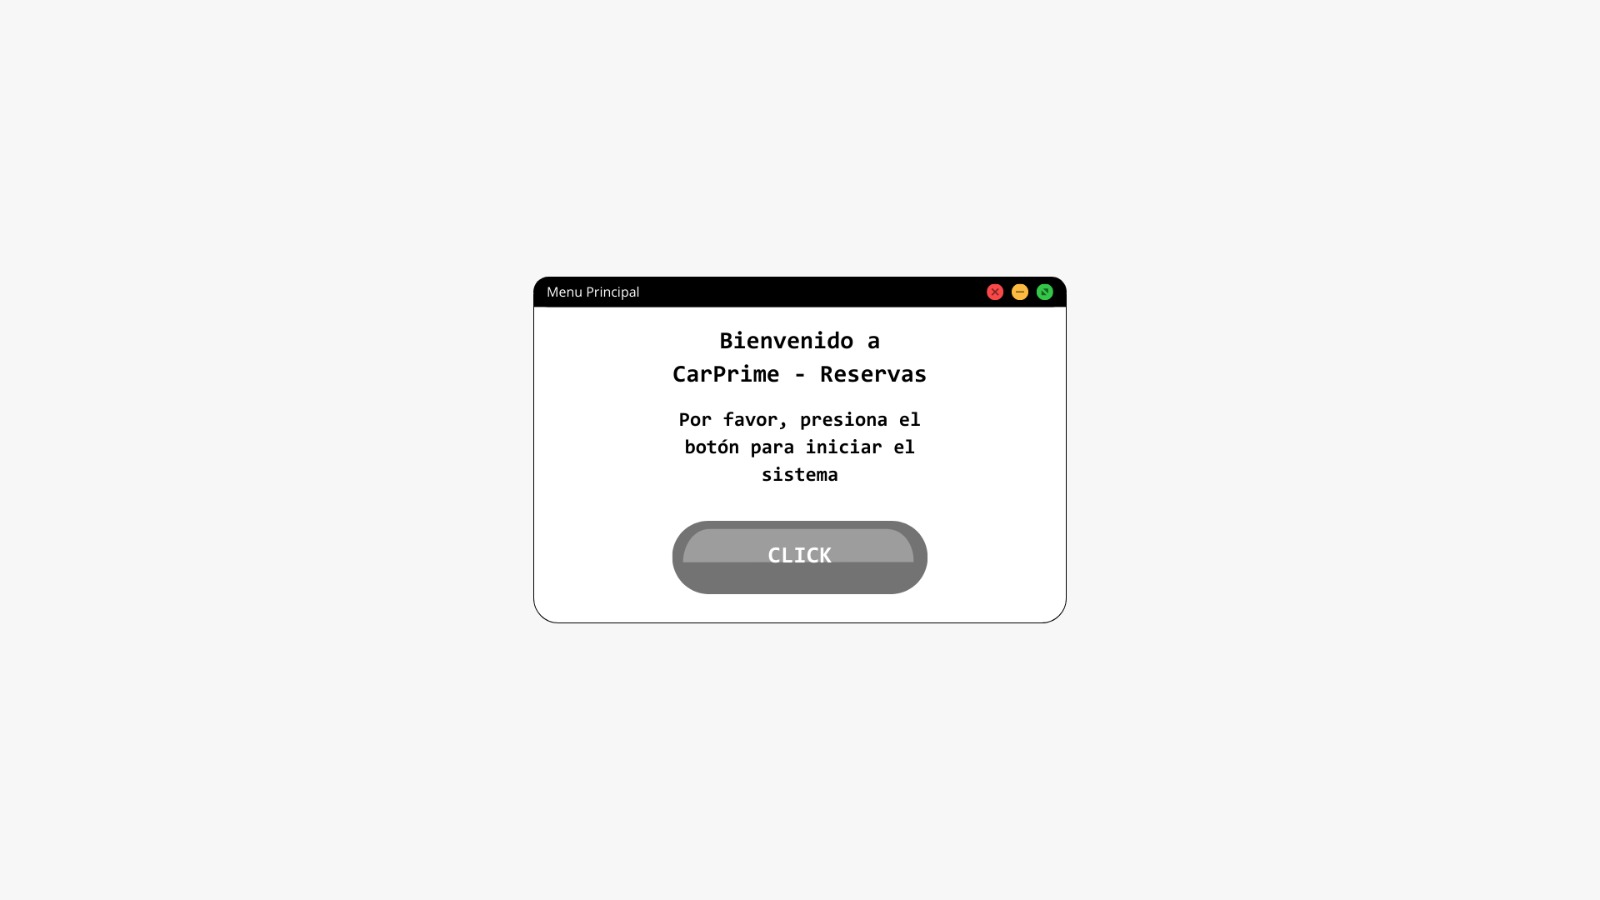 Menu Principal
Bienvenido a
CarPrime - Reservas
Por favor, presiona el
botón para iniciar el
sistema
CLICK